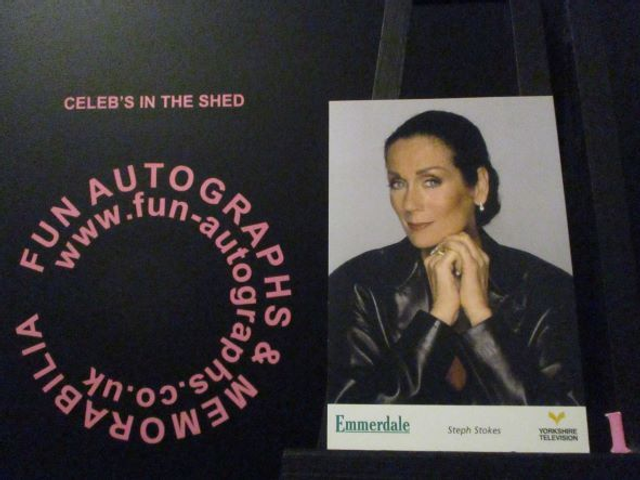 CELEB'S IN THE SHED
FUN AUTOGRAPHS & MEMORABILIA
www.fun-autographs.co.uk
Emmerdale
Steph Stokes
YORKSHIRE
TELEVISION
1